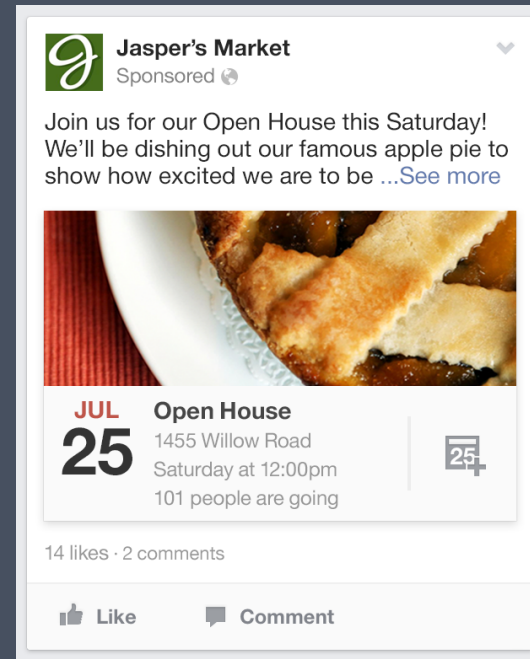 Jasper’s Market
Sponsored
Join us for our Open House this Saturday!
We’ll be dishing out our famous apple pie to
show how excited we are to be ...See more
JUL
25
Open House
1455 Willow Road
Saturday at 12:00pm
101 people are going
25
14 likes · 2 comments
Like
Comment